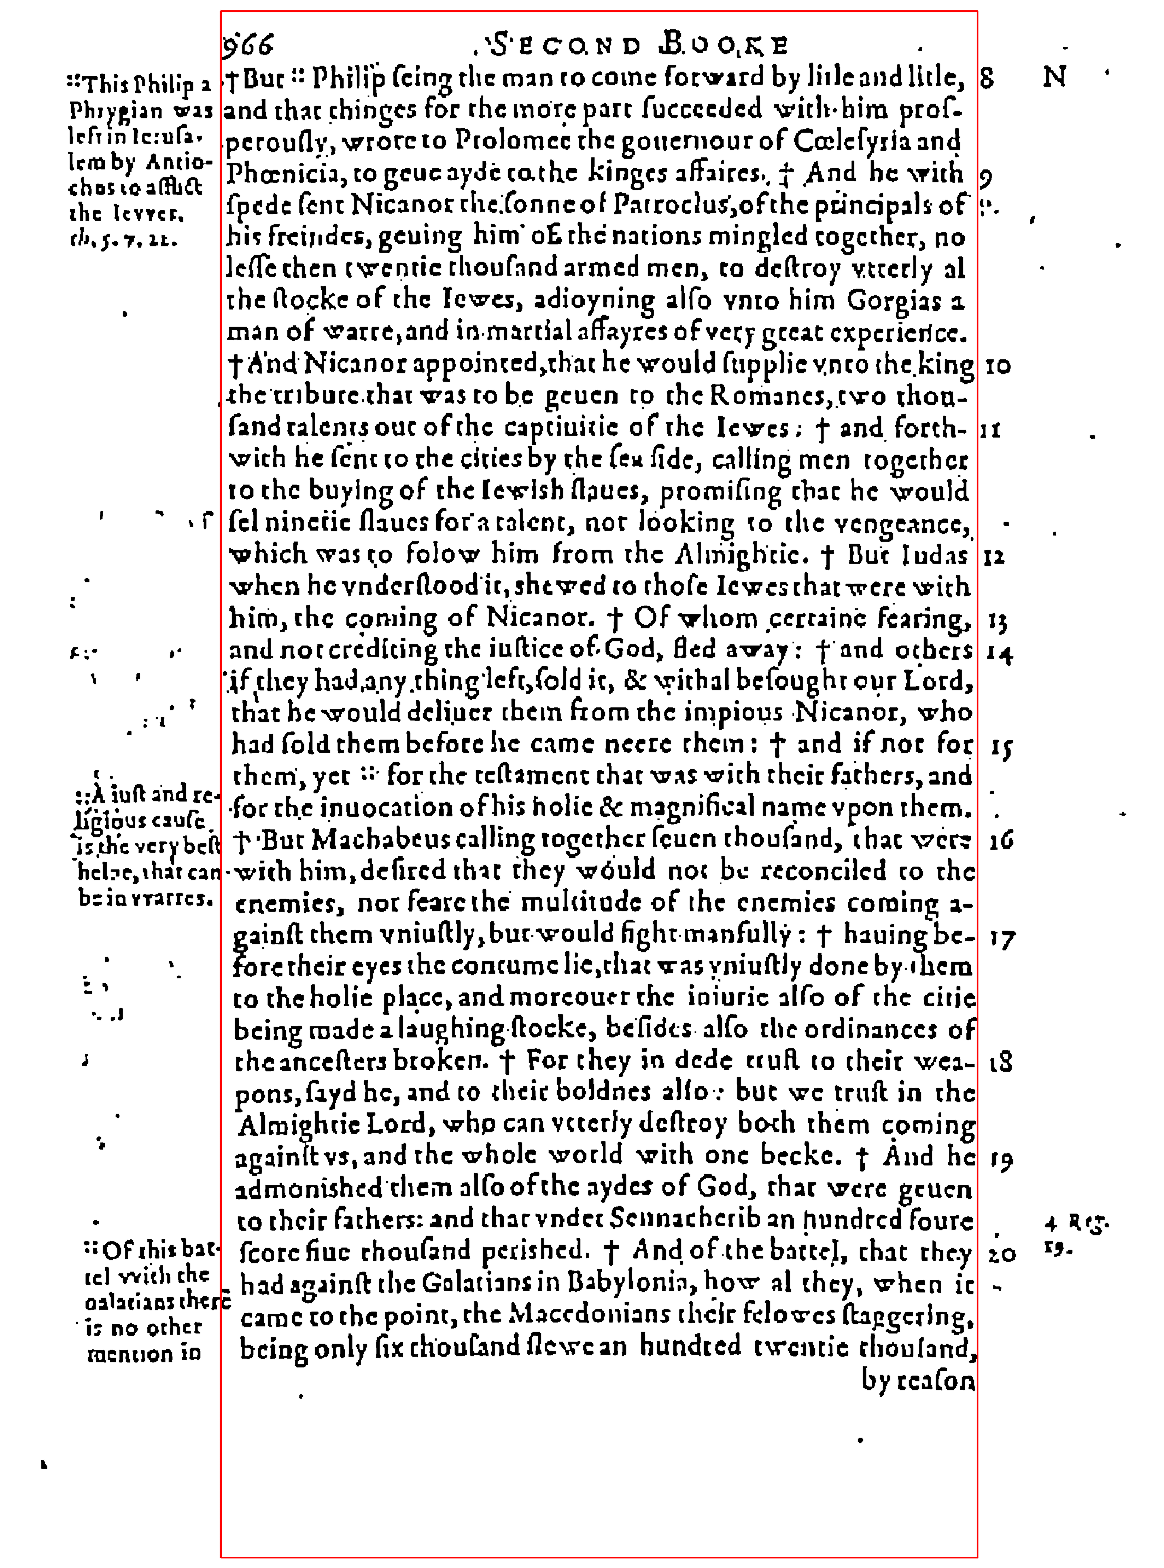 966 SECOND BOOKE
⁘This Philip a
Phrygian was
left in Ierusa-
lem by Antio-
chos to afflict
the Ievves.
ch. 5. v. 22.
†But ⁘ Philip ſeing the man to come forward by litle and litle, 8 N
and that thinges for the more part ſucceeded with him proſ-
perouſly, wrote to Ptolomee the gouernour of Cœleſyria and
Phœnicia, to geue ayde to the kinges affaires. † And he with 9
ſpede ſent Nicanor the ſonne of Patroclus, of the principals of
his freindes, geuing him of the nations mingled together, no
leſſe then twentie thouſand armed men, to deſtroy vtterly al
the ſtocke of the Iewes, adioyning alſo vnto him Gorgias a
man of warre, and in martial affayres of very great experience.
† And Nicanor appointed, that he would ſupplie vnto the king 10
the tribute that was to be geuen to the Romanes, two thou-
ſand talents out of the captiuitie of the Iewes: † and forth- 11
with he ſent to the cities by the ſea ſide, calling men together
to the buying of the Iewiſh ſlaues, promiſing that he would
ſel ninetie ſlaues for a talent, not looking to the vengeance,
which was to folow him from the Almightie. † But Iudas 12
when he vnderſtood it, shewed to thoſe Iewes that were with
him, the coming of Nicanor. † Of whom certaine fearing, 13
and not crediting the iuſtice of God, fled away: † and others 14
if they had any thing left, ſold it, & withal beſought our Lord,
that he would deliuer them from the impious Nicanor, who
had ſold them before he came neere them: † and if not for 15
them, yet ⁘ for the teſtament that was with their fathers, and
for the inuocation of his holie & magnifical name vpon them.
⁘A iuſt and re-
ligious cauſe
is the very beſt
helpe, that can
be in vvarres.
† But Machabeus calling together ſeuen thouſand, that were 16
with him, deſired that they would not be reconciled to the
enemies, nor feare the multitude of the enemies coming a-
gainſt them vniuſtly, but would fight manfully: † hauing be- 17
fore their eyes the contumelie, that was vniuſtly done by them
to the holie place, and moreouer the iniurie alſo of the citie
being made a laughing ſtocke, beſides alſo the ordinances of
the anceſters broken. † For they in dede truſt to their wea- 18
pons, ſayd he, and to their boldnes alſo: but we truſt in the
Almightie Lord, who can vtterly deſtroy both them coming
againſt vs, and the whole world with one becke. † And he 19
admonished them alſo of the aydes of God, that were geuen
to their fathers: and that vnder Sennacherib an hundred foure 4 Reg.
ſcore fiue thouſand perished. † And of the battel, that they 20 19.
had againſt the Galatians in Babylonia, how al they, when it
came to the point, the Macedonians their felowes ſtaggering,
being only ſix thouſand ſlewe an hundred twentie thouſand,
⁘Of this bat-
tel vvith the
Galatians there
is no other
mention in
by reaſon